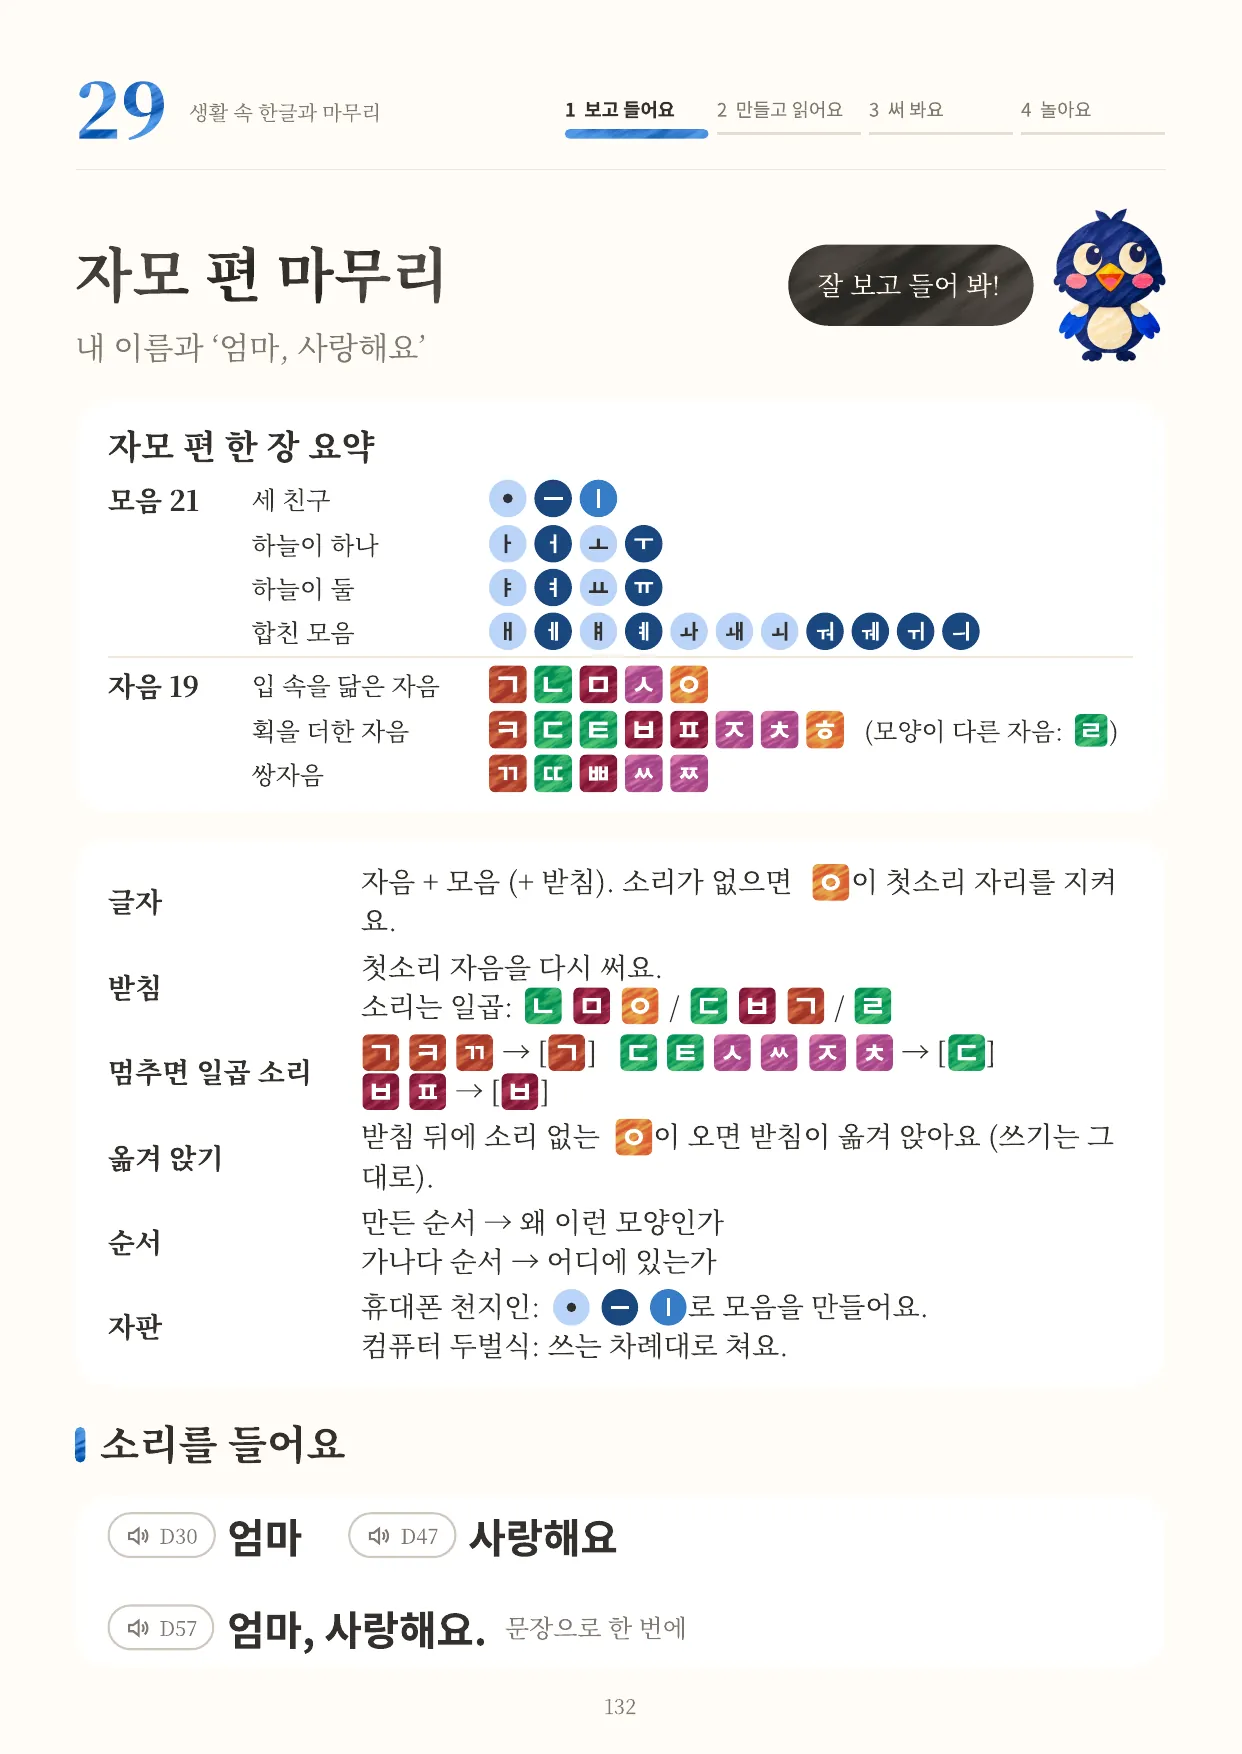 29 생활 속 한글과 마무리
1 보고 들어요 2 만들고 읽어요 3 써 봐요 4 놀아요
자모 편 마무리
잘 보고 들어 봐!
내 이름과 ‘엄마, 사랑해요’
자모 편 한 장 요약
모음 21 세 친구 • ㅡ ㅣ
하늘이 하나 ㅏ ㅓ ㅗ ㅜ
하늘이 둘 ㅑ ㅕ ㅛ ㅠ
합친 모음 ㅐ ㅔ ㅒ ㅖ ㅘ ㅙ ㅚ ㅝ ㅞ ㅟ ㅢ
자음 19 입 속을 닮은 자음 ㄱ ㄴ ㅁ ㅅ ㅇ
획을 더한 자음 ㅋ ㄷ ㅌ ㅂ ㅍ ㅈ ㅊ ㅎ (모양이 다른 자음: ㄹ)
쌍자음 ㄲ ㄸ ㅃ ㅆ ㅉ
글자 자음 + 모음 (+ 받침). 소리가 없으면 ㅇ이 첫소리 자리를 지켜
요.
받침 첫소리 자음을 다시 써요.
소리는 일곱: ㄴ ㅁ ㅇ / ㄷ ㅂ ㄱ / ㄹ
멈추면 일곱 소리 ㄱ ㅋ ㄲ → [ㄱ] ㄷ ㅌ ㅅ ㅆ ㅈ ㅊ → [ㄷ]
ㅂ ㅍ → [ㅂ]
옮겨 앉기 받침 뒤에 소리 없는 ㅇ이 오면 받침이 옮겨 앉아요 (쓰기는 그
대로).
순서 만든 순서 → 왜 이런 모양인가
가나다 순서 → 어디에 있는가
자판 휴대폰 천지인: • ㅡ ㅣ로 모음을 만들어요.
컴퓨터 두벌식: 쓰는 차례대로 쳐요.
소리를 들어요
D30 엄마 D47 사랑해요
D57 엄마, 사랑해요. 문장으로 한 번에
132